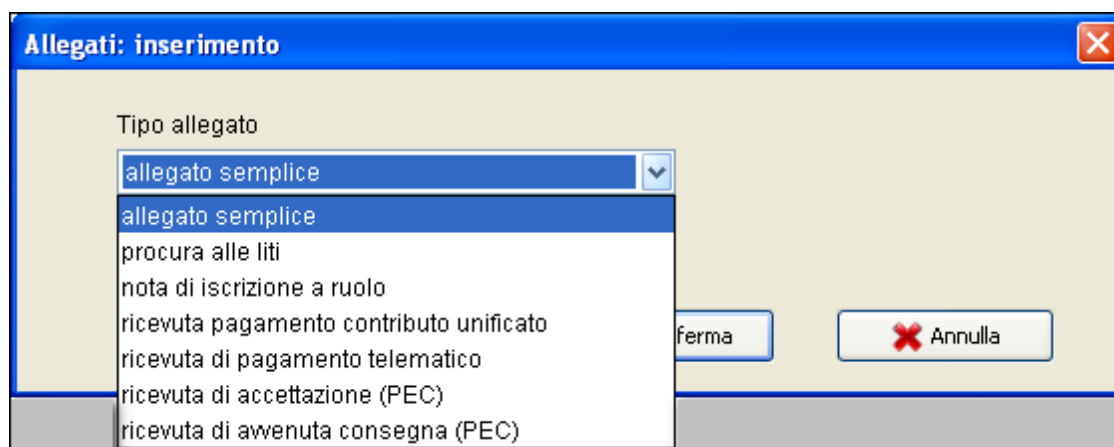 Allegati: inserimento
Tipo allegato
allegato semplice
allegato semplice
procura alle liti
nota di iscrizione a ruolo
ricevuta pagamento contributo unificato
ferma
Annulla
ricevuta di pagamento telematico
ricevuta di accettazione (PEC)
ricevuta di avvenuta consegna (PEC)